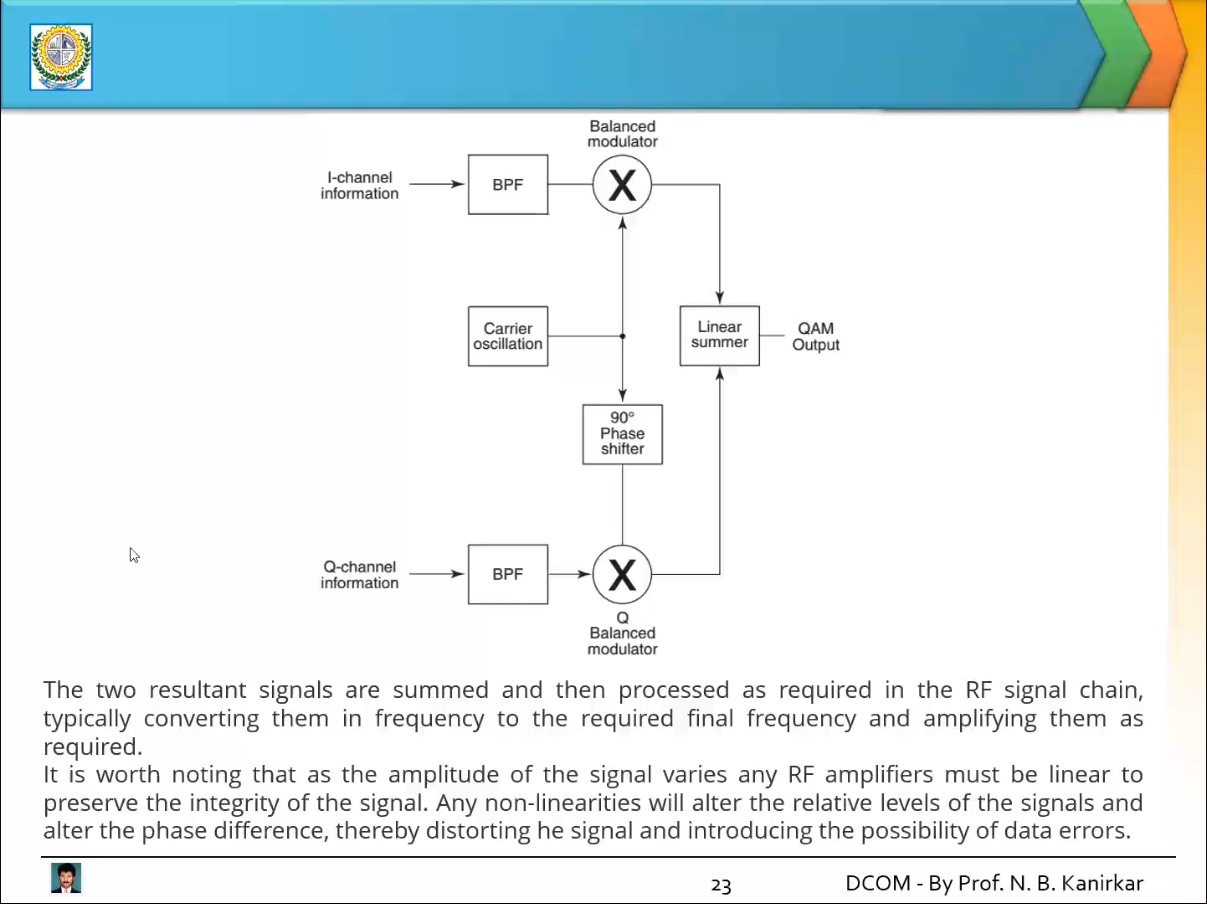 Balanced
modulator
I-channel
information
BPF
X
Carrier
oscillation
Linear
summer
QAM
Output
90°
Phase
shifter
Q-channel
information
BPF
X
Q
Balanced
modulator
The two resultant signals are summed and then processed as required in the RF signal chain,
typically converting them in frequency to the required final frequency and amplifying them as
required.
It is worth noting that as the amplitude of the signal varies any RF amplifiers must be linear to
preserve the integrity of the signal. Any non-linearities will alter the relative levels of the signals and
alter the phase difference, thereby distorting he signal and introducing the possibility of data errors.
23
DCOM - By Prof. N. B. Kanirkar